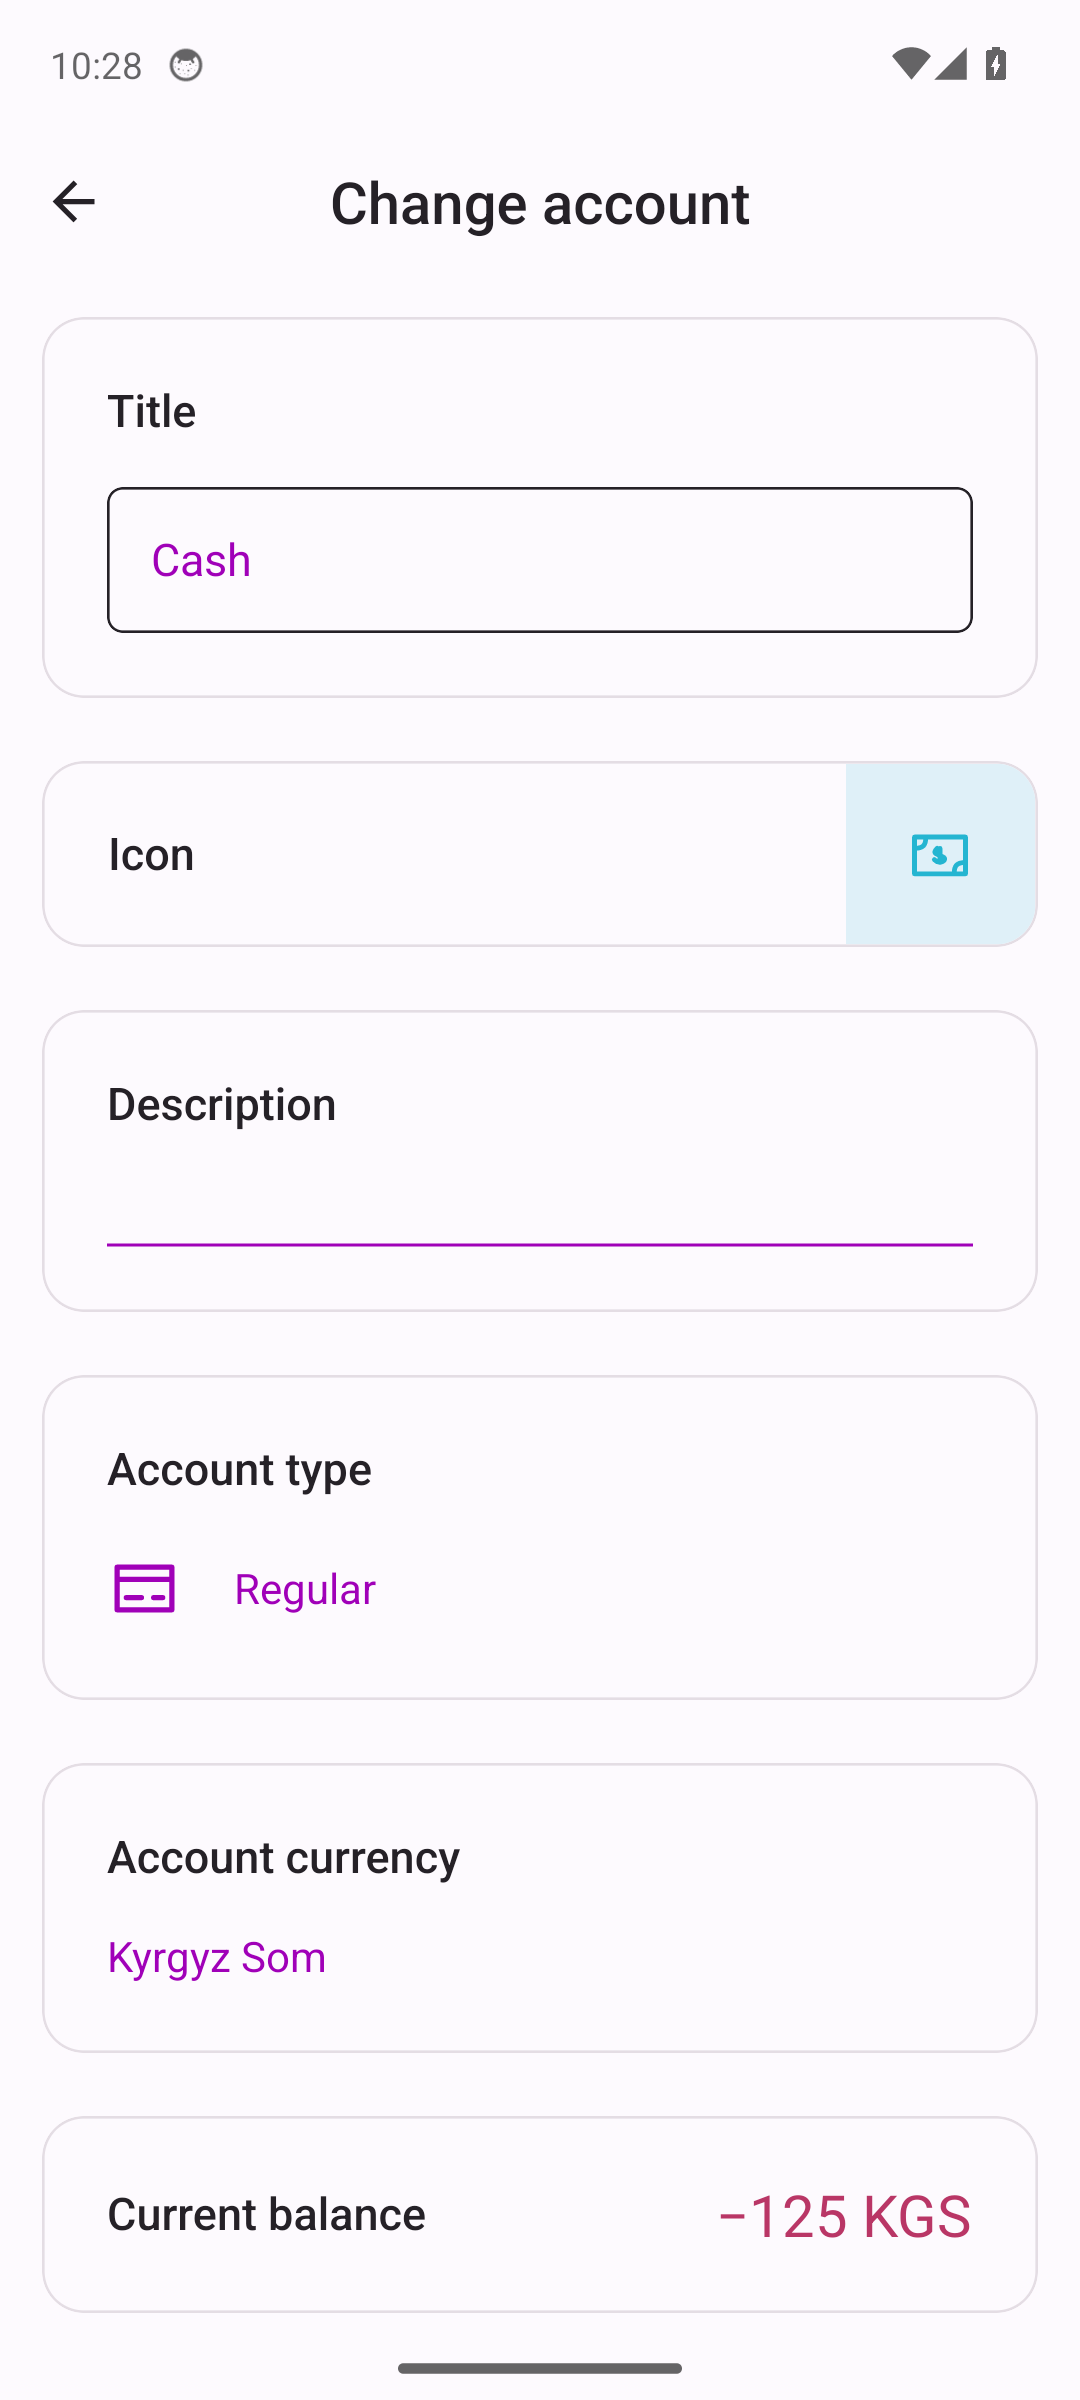 10:28
Change account
Title
Cash
Icon
Description
Account type
Regular
Account currency
Kyrgyz Som
Current balance
−125 KGS